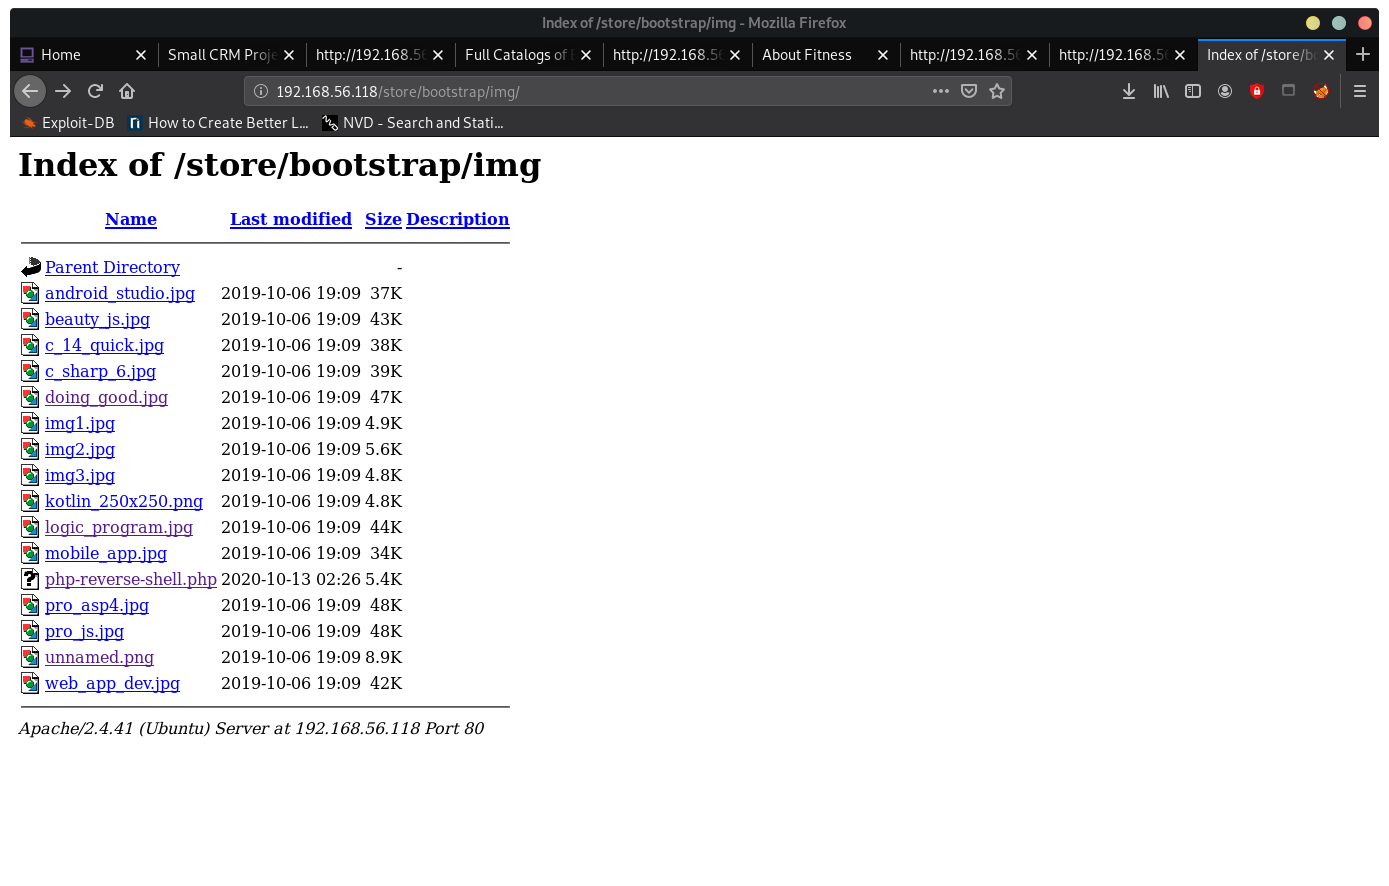 Index of /store/bootstrap/img - Mozilla Firefox
Home Small CRM Proje http://192.168.56 Full Catalogs of http://192.168.56 About Fitness http://192.168.56 http://192.168.56 Index of /store/bo
192.168.56.118/store/bootstrap/img/
Exploit-DB How to Create Better L... NVD - Search and Stati...
Index of /store/bootstrap/img
Name Last modified Size Description
Parent Directory -
android_studio.jpg 2019-10-06 19:09 37K
beauty_js.jpg 2019-10-06 19:09 43K
c_14_quick.jpg 2019-10-06 19:09 38K
c_sharp_6.jpg 2019-10-06 19:09 39K
doing_good.jpg 2019-10-06 19:09 47K
img1.jpg 2019-10-06 19:09 4.9K
img2.jpg 2019-10-06 19:09 5.6K
img3.jpg 2019-10-06 19:09 4.8K
kotlin_250x250.png 2019-10-06 19:09 4.8K
logic_program.jpg 2019-10-06 19:09 44K
mobile_app.jpg 2019-10-06 19:09 34K
php-reverse-shell.php 2020-10-13 02:26 5.4K
pro_asp4.jpg 2019-10-06 19:09 48K
pro_js.jpg 2019-10-06 19:09 48K
unnamed.png 2019-10-06 19:09 8.9K
web_app_dev.jpg 2019-10-06 19:09 42K
Apache/2.4.41 (Ubuntu) Server at 192.168.56.118 Port 80